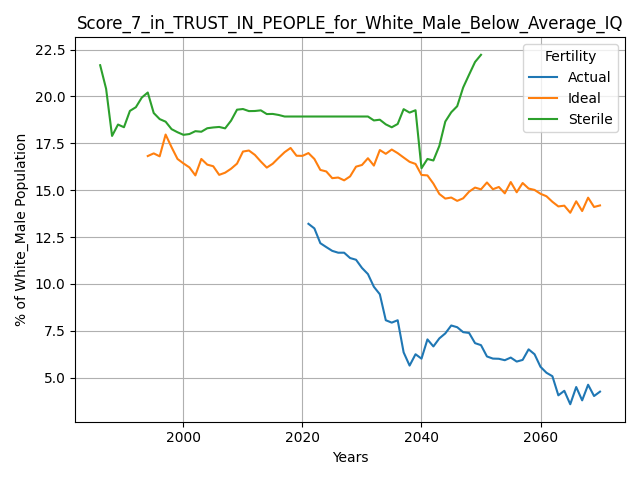 Score_7_in_TRUST_IN_PEOPLE_for_White_Male_Below_Average_IQ
Fertility
Actual
Ideal
Sterile
% of White_Male Population
22.5
20.0
17.5
15.0
12.5
10.0
7.5
5.0
2000 2020 2040 2060
Years